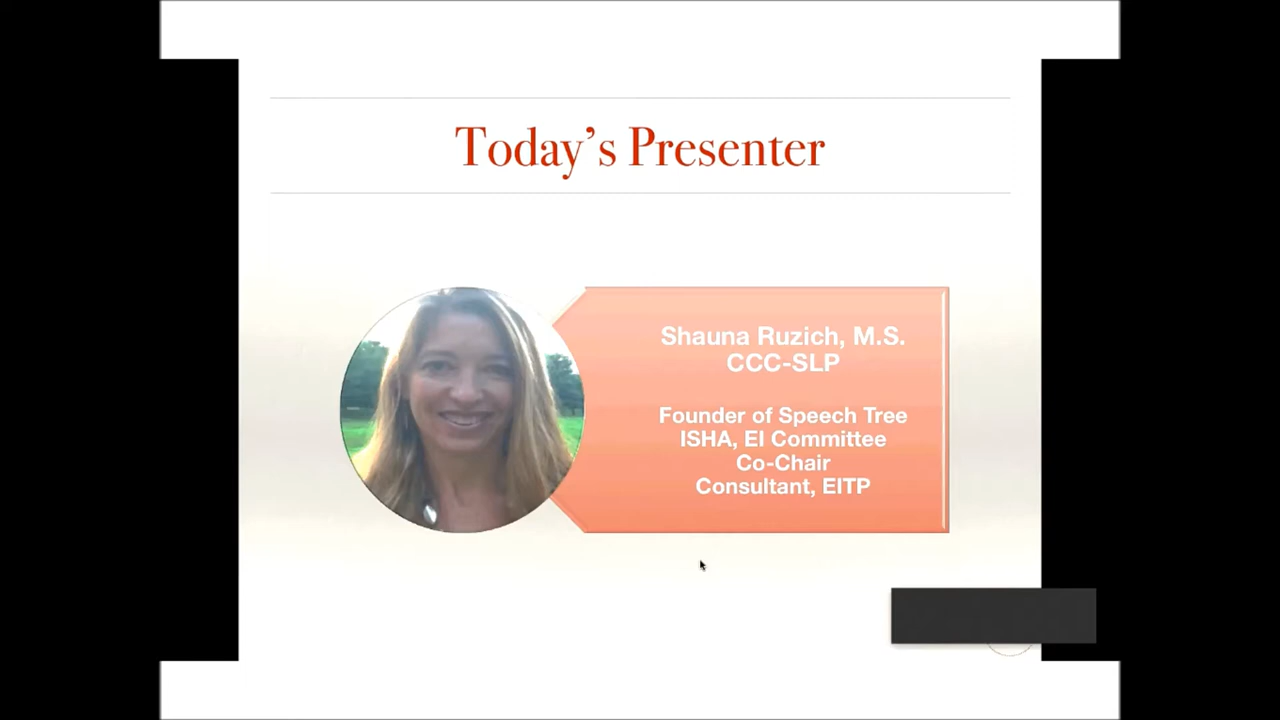 Today’s Presenter
Shauna Ruzich, M.S.
CCC-SLP
Founder of Speech Tree
ISHA, EI Committee
Co-Chair
Consultant, EITP